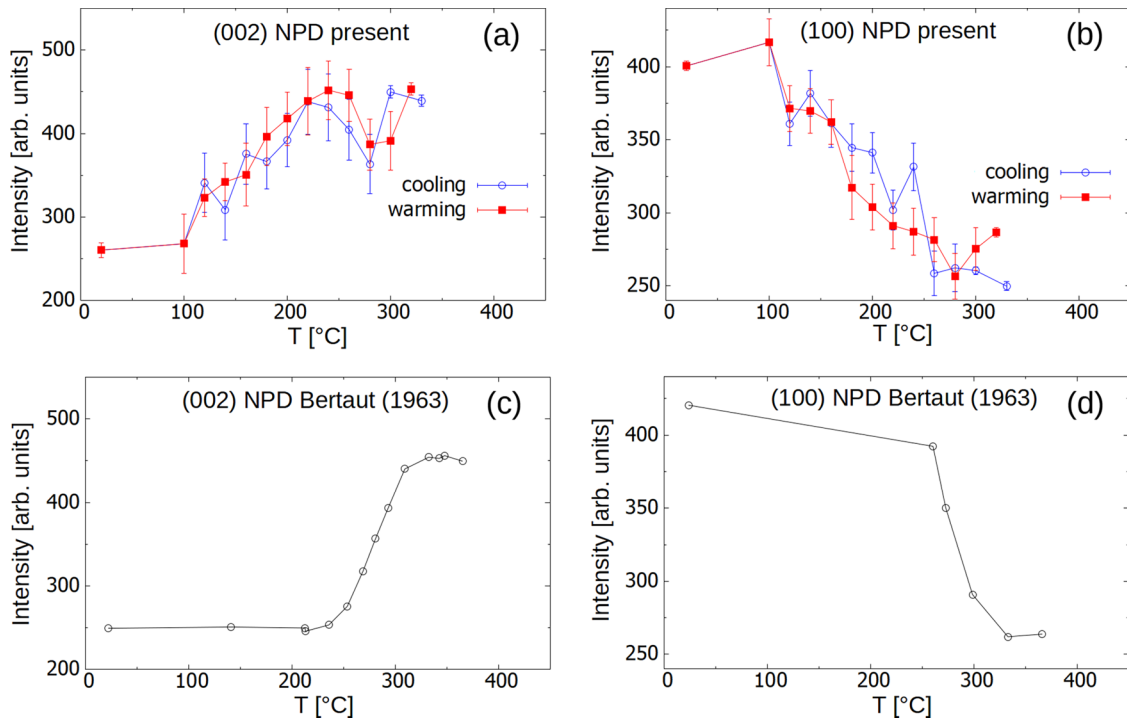 (002) NPD present (a)
500
400
300
200
Intensity [arb. units]
cooling
warming
0 100 200 300 400
T [°C]
(100) NPD present (b)
400
350
300
250
Intensity [arb. units]
cooling
warming
0 100 200 300 400
T [°C]
(002) NPD Bertaut (1963) (c)
500
400
300
200
Intensity [arb. units]
0 100 200 300 400
T [°C]
(100) NPD Bertaut (1963) (d)
400
350
300
250
Intensity [arb. units]
0 100 200 300 400
T [°C]